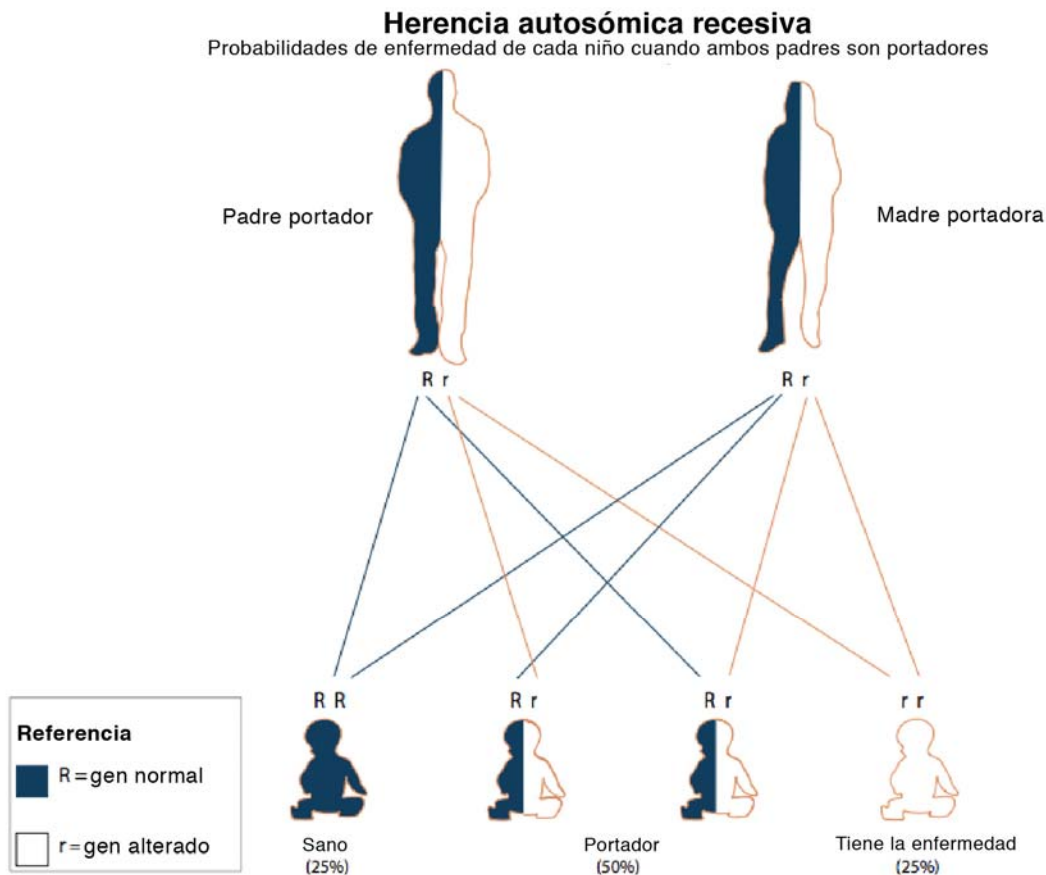 Herencia autosómica recesiva
Probabilidades de enfermedad de cada niño cuando ambos padres son portadores
Padre portador
Madre portadora
R r
R r
R R
R r
R r
r r
Referencia
R=gen normal
r=gen alterado
Sano
(25%)
Portador
(50%)
Tiene la enfermedad
(25%)